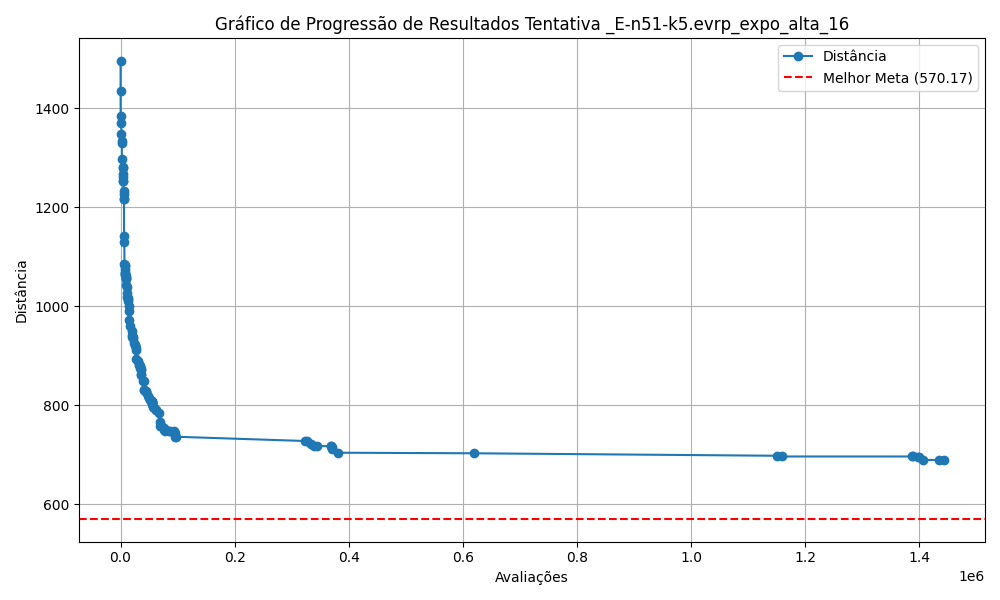 Gráfico de Progressão de Resultados Tentativa _E-n51-k5.evrp_expo_alta_16
Distância
Melhor Meta (570.17)
1400
1200
1000
800
600
Distância
0.0 0.2 0.4 0.6 0.8 1.0 1.2 1.4
1e6
Avaliações